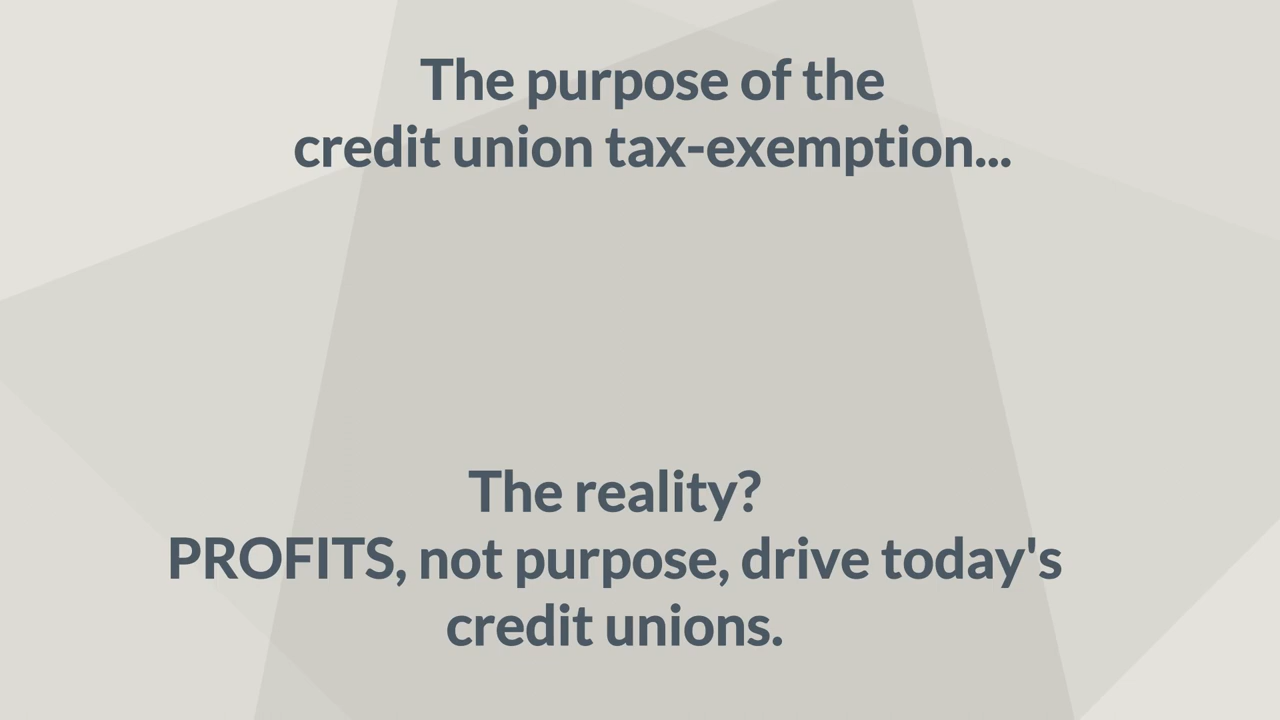 The purpose of the
credit union tax-exemption...
The reality?
PROFITS, not purpose, drive today's
credit unions.